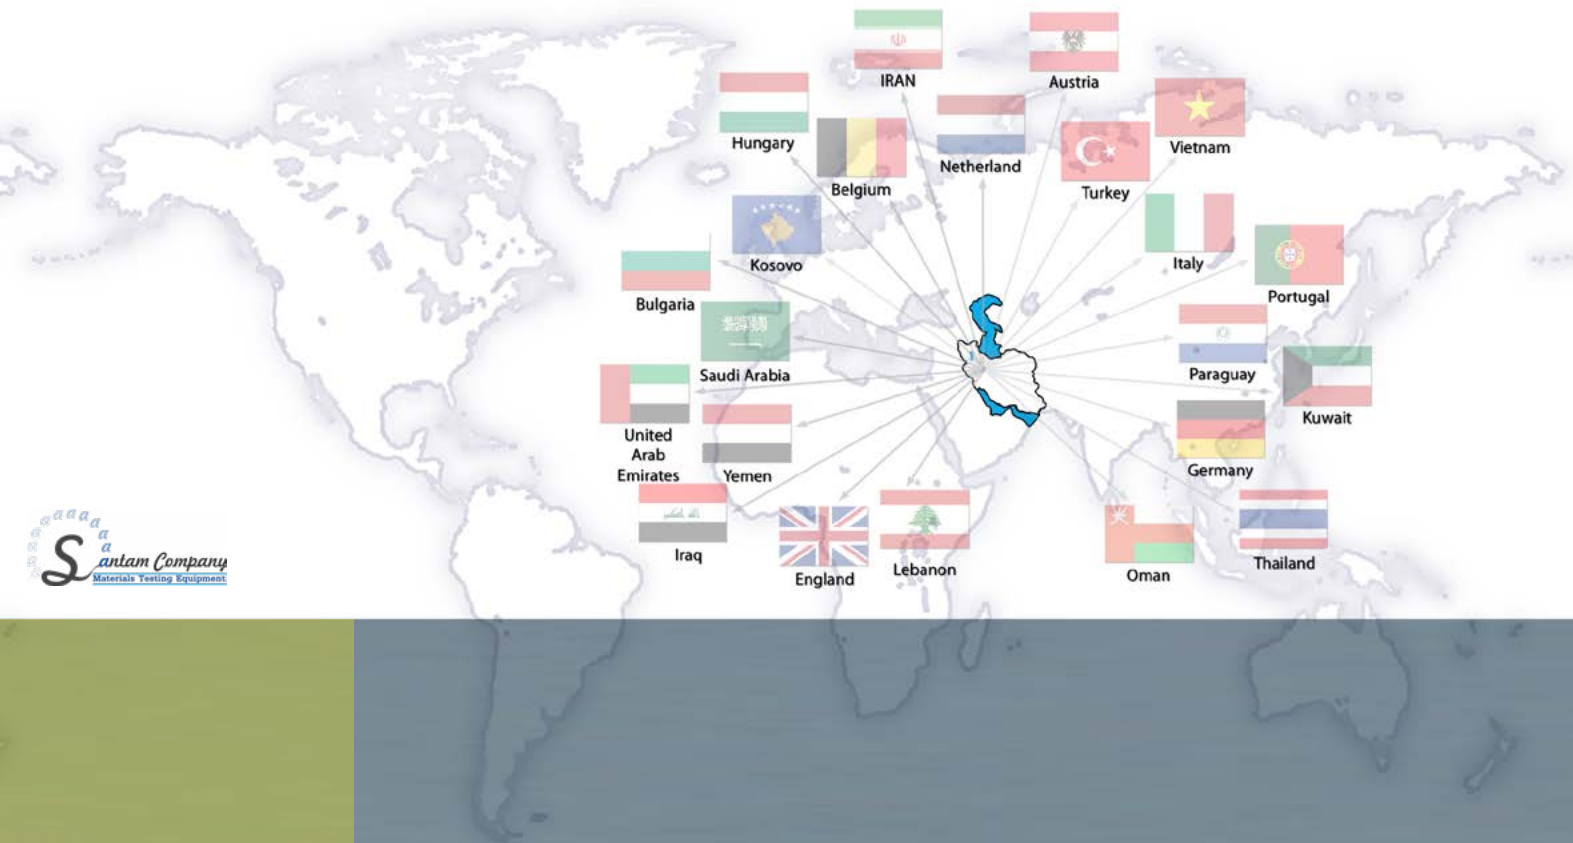 IRAN
Austria
Hungary
Vietnam
Netherland
Belgium
Turkey
Kosovo
Italy
Bulgaria
Portugal
Saudi Arabia
Paraguay
Kuwait
United
Arab
Emirates
Yemen
Germany
Iraq
England
Lebanon
Oman
Thailand
Santam Company
Materials Testing Equipment